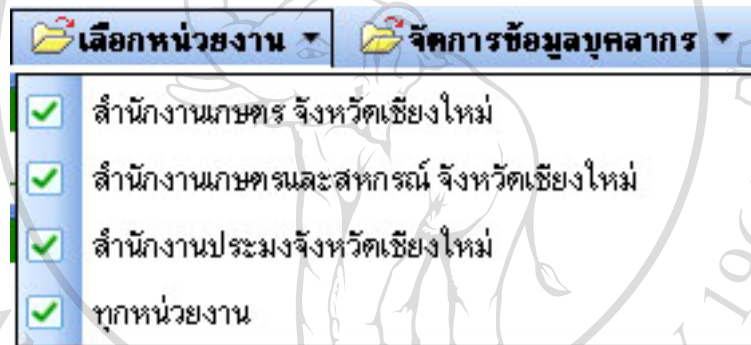 เลือกหน่วยงาน จัดการข้อมูลบุคลากร
สำนักงานเกษตร จังหวัดเชียงใหม่
สำนักงานเกษตรและสหกรณ์ จังหวัดเชียงใหม่
สำนักงานประมงจังหวัดเชียงใหม่
ทุกหน่วยงาน